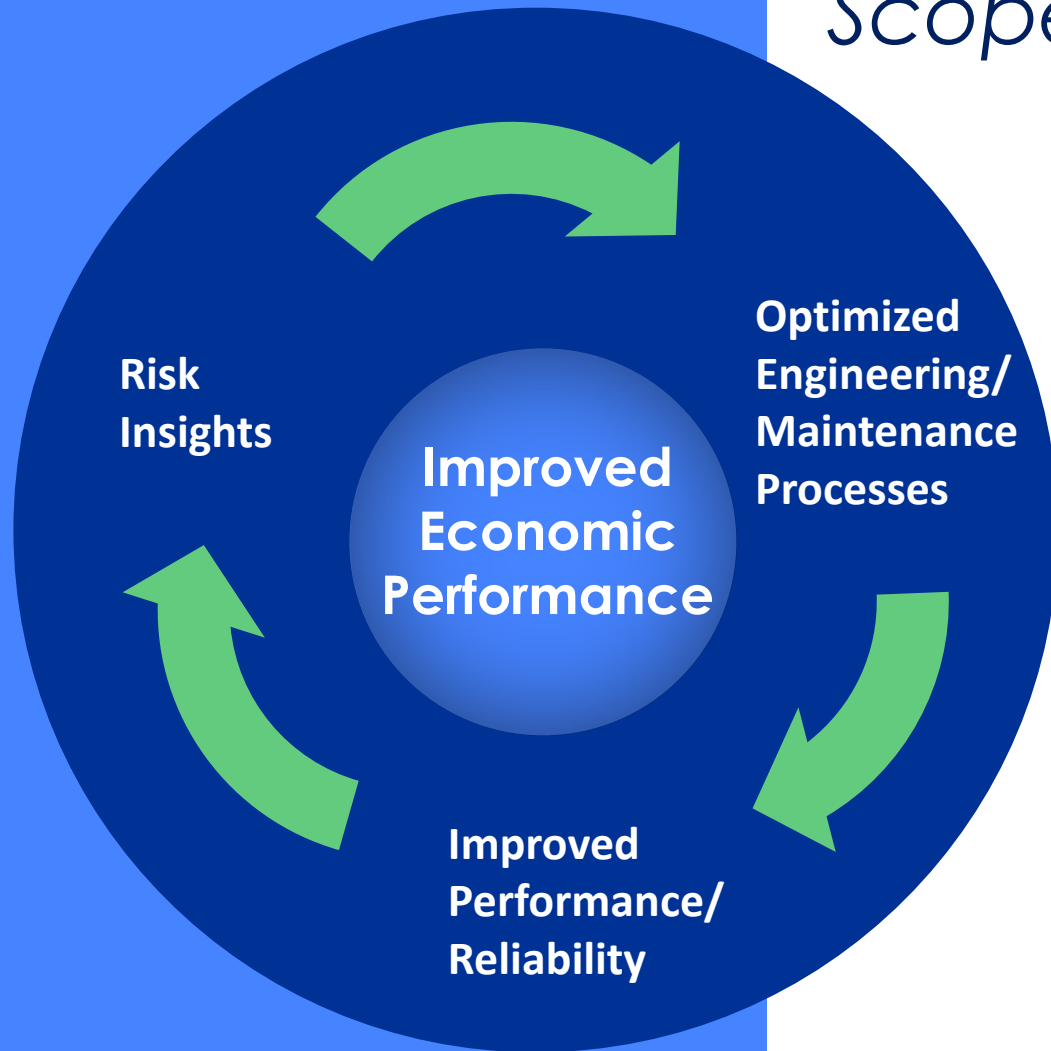 Scope
Risk
Insights
Optimized
Engineering/
Maintenance
Processes
Improved
Economic
Performance
Improved
Performance/
Reliability